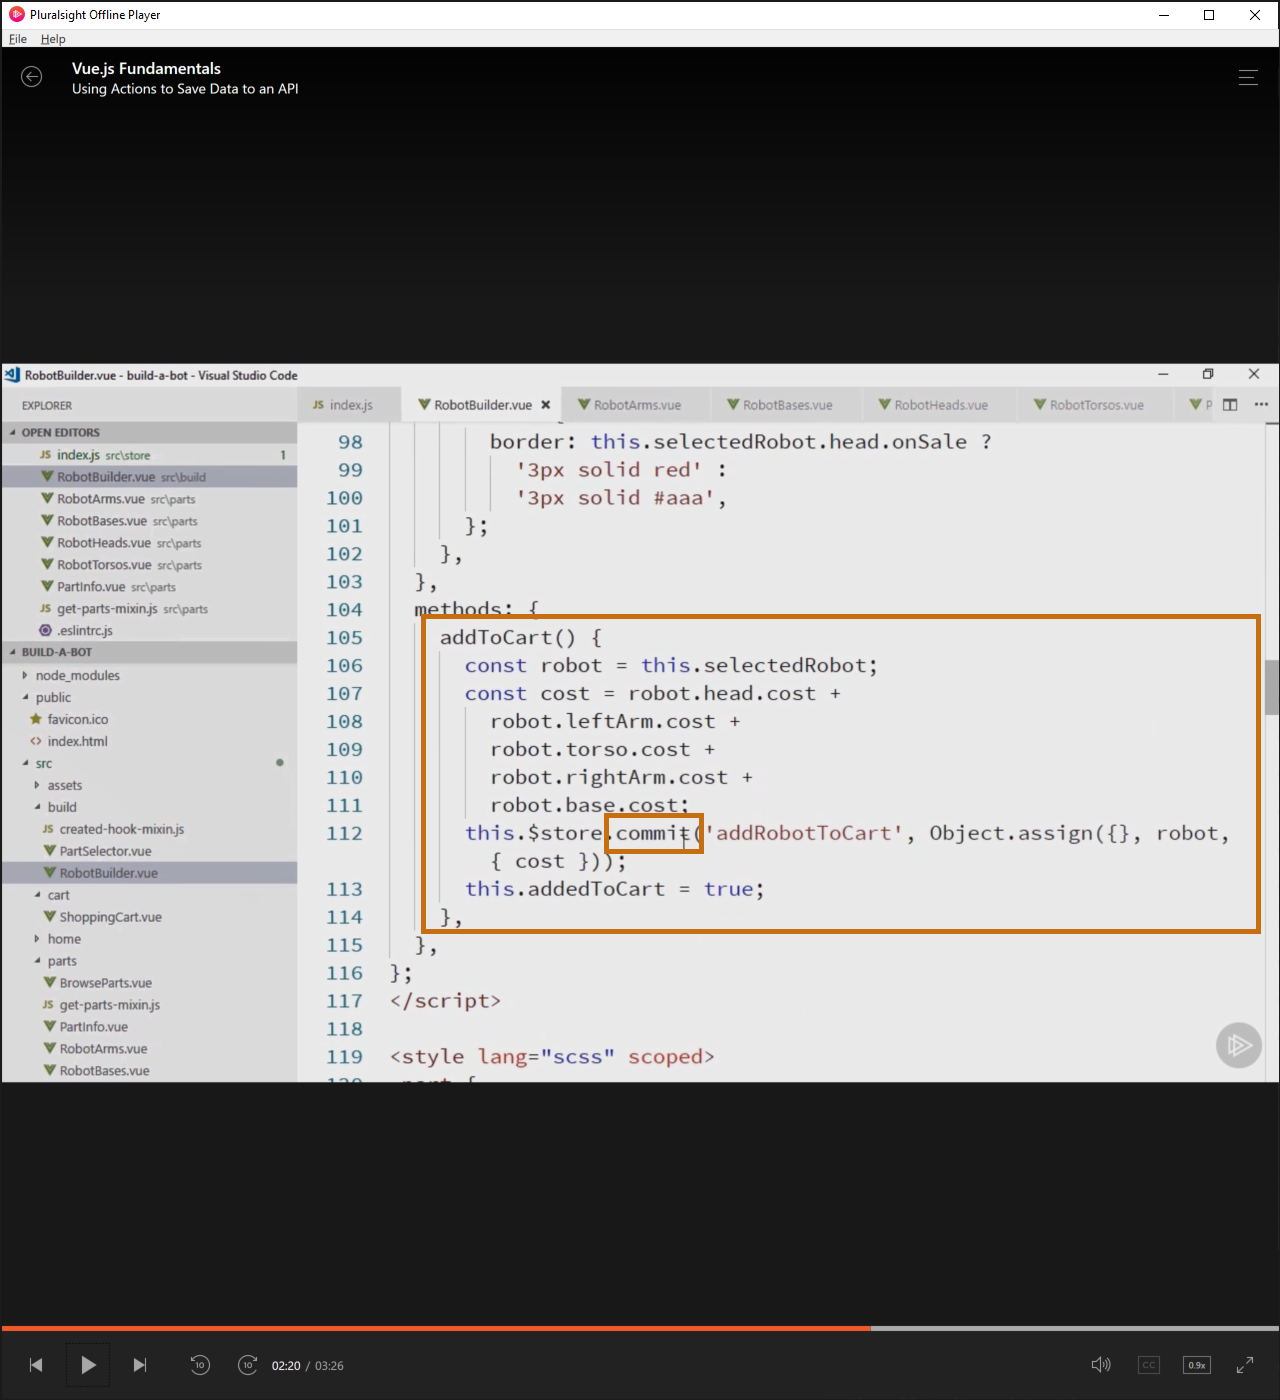 Pluralsight Offline Player
File Help
Vue.js Fundamentals
Using Actions to Save Data to an API
RobotBuilder.vue - build-a-bot - Visual Studio Code
EXPLORER
JS index.js
RobotBuilder.vue
RobotArms.vue
RobotBases.vue
RobotHeads.vue
RobotTorsos.vue
OPEN EDITORS
JS index.js src\store 1
RobotBuilder.vue src\build
RobotArms.vue src\parts
RobotBases.vue src\parts
RobotHeads.vue src\parts
RobotTorsos.vue src\parts
PartInfo.vue src\parts
JS get-parts-mixin.js src\parts
.eslintrc.js
BUILD-A-BOT
node_modules
public
favicon.ico
index.html
src
assets
build
JS created-hook-mixin.js
PartSelector.vue
RobotBuilder.vue
cart
ShoppingCart.vue
home
parts
BrowseParts.vue
JS get-parts-mixin.js
PartInfo.vue
RobotArms.vue
RobotBases.vue
98 border: this.selectedRobot.head.onSale ?
99 '3px solid red' :
100 '3px solid #aaa',
101 };
102 },
103 },
104 methods: {
105 addToCart() {
106 const robot = this.selectedRobot;
107 const cost = robot.head.cost +
108 robot.leftArm.cost +
109 robot.torso.cost +
110 robot.rightArm.cost +
111 robot.base.cost;
112 this.$store.commit('addRobotToCart', Object.assign({}, robot,
{ cost }));
113 this.addedToCart = true;
114 },
115 },
116 };
117 </script>
118
119 <style lang="scss" scoped>
10 10 02:20 / 03:26 CC 0.9x